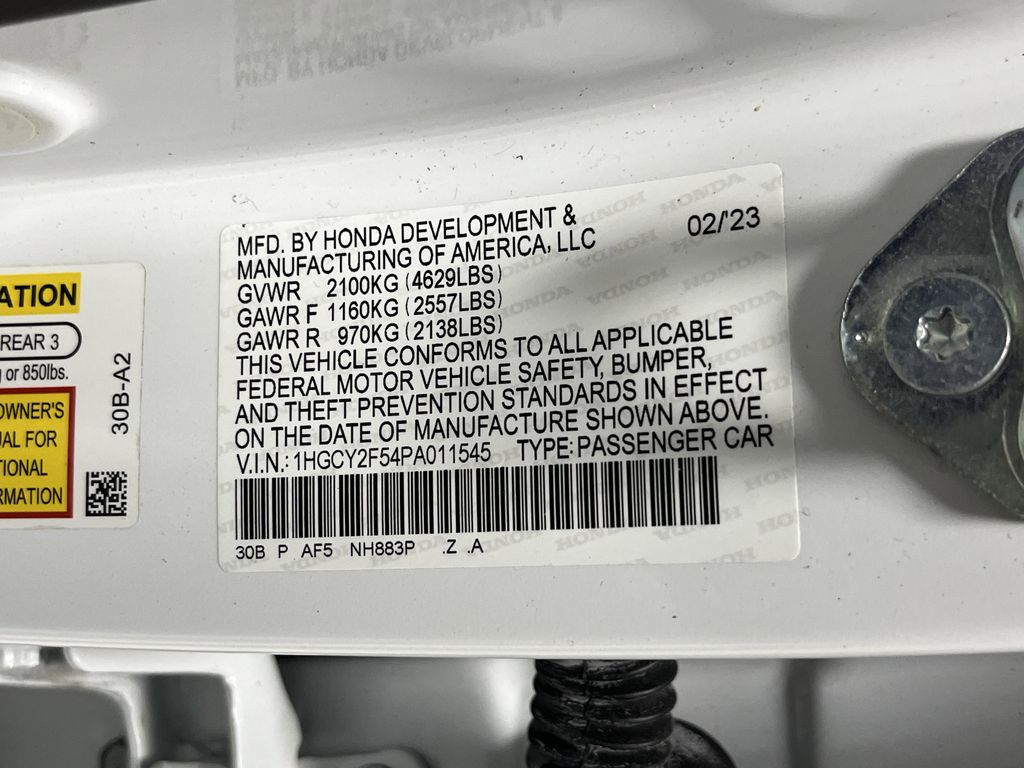 MFD. BY HONDA DEVELOPMENT &
MANUFACTURING OF AMERICA, LLC
02/'23
GVWR 2100KG (4629LBS)
GAWR F 1160KG (2557LBS)
GAWR R 970KG (2138LBS)
THIS VEHICLE CONFORMS TO ALL APPLICABLE
FEDERAL MOTOR VEHICLE SAFETY, BUMPER,
AND THEFT PREVENTION STANDARDS IN EFFECT
ON THE DATE OF MANUFACTURE SHOWN ABOVE.
V.I.N.: 1HGCY2F54PA011545 TYPE: PASSENGER CAR
30B P AF5 NH883P .Z .A
ATION
REAR 3
or 850lbs.
OWNER'S
UAL FOR
TIONAL
RMATION
30B-A2